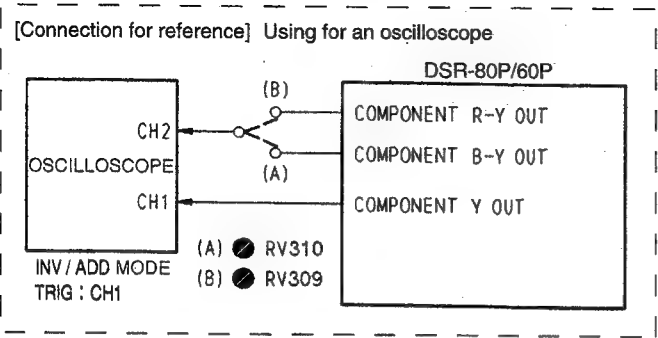 [Connection for reference] Using for an oscilloscope
DSR-80P/60P
(B)
COMPONENT R-Y OUT
CH2
COMPONENT B-Y OUT
OSCILLOSCOPE
(A)
CH1
COMPONENT Y OUT
(A) RV310
INV / ADD MODE
(B) RV309
TRIG : CH1